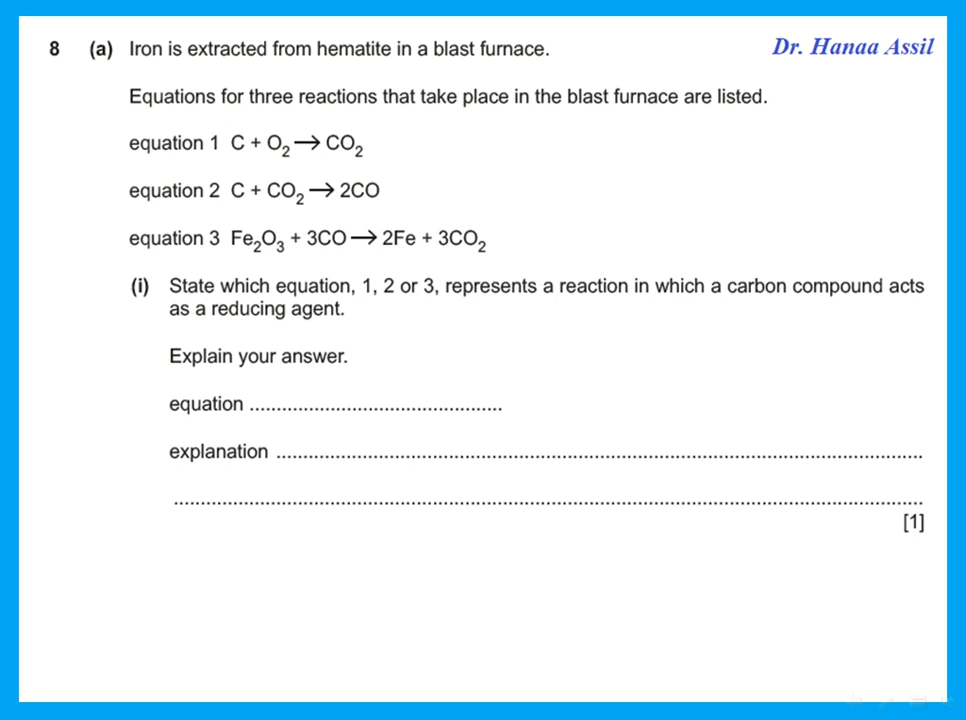 8 (a) Iron is extracted from hematite in a blast furnace.
Dr. Hanaa Assil
Equations for three reactions that take place in the blast furnace are listed.
equation 1 C + O₂ → CO₂
equation 2 C + CO₂ → 2CO
equation 3 Fe₂O₃ + 3CO → 2Fe + 3CO₂
(i) State which equation, 1, 2 or 3, represents a reaction in which a carbon compound acts
as a reducing agent.
Explain your answer.
equation ................................................
explanation ................................................................................................................
................................................................................................................................
[1]